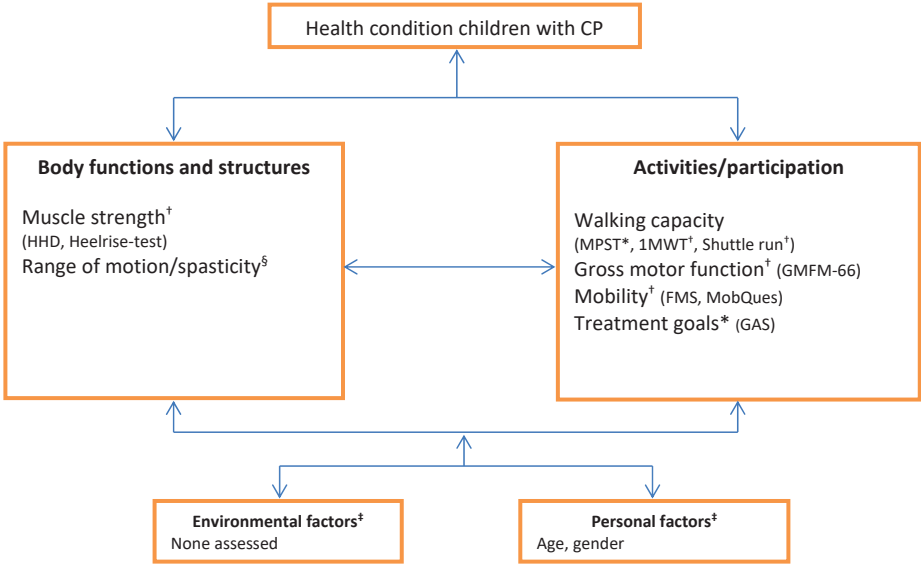 Health condition children with CP
Body functions and structures
Muscle strength†
(HHD, Heelrise-test)
Range of motion/spasticity§
Activities/participation
Walking capacity
(MPST*, 1MWT†, Shuttle run†)
Gross motor function† (GMFM-66)
Mobility† (FMS, MobQues)
Treatment goals* (GAS)
Environmental factors‡
None assessed
Personal factors‡
Age, gender